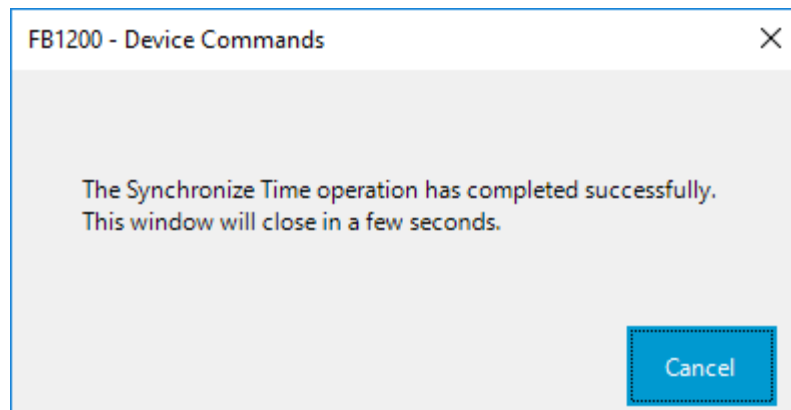 FB1200 - Device Commands
The Synchronize Time operation has completed successfully.
This window will close in a few seconds.
Cancel